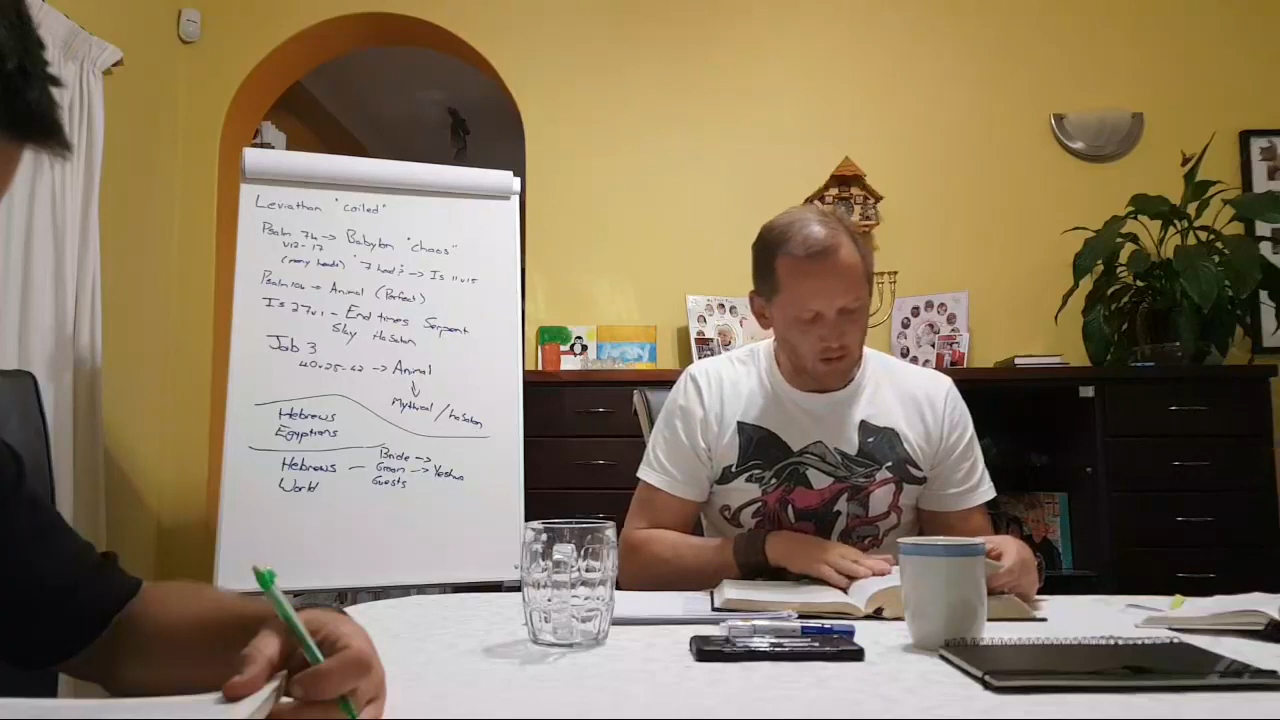 Leviathan "coiled"
Psalm 74 -> Babylon "chaos"
v12-17
(many heads) "7 head? -> Is 11v15
Psalm 104 -> Animal (Perfect)
Is 27v1 - End times Serpent
Sky HaSatan
Job 3
40v25-42 -> Animal
↓
Mythical / HaSatan
Hebrews
Egyptians
Bride ->
Hebrews - Groom -> Yeshua
World Guests